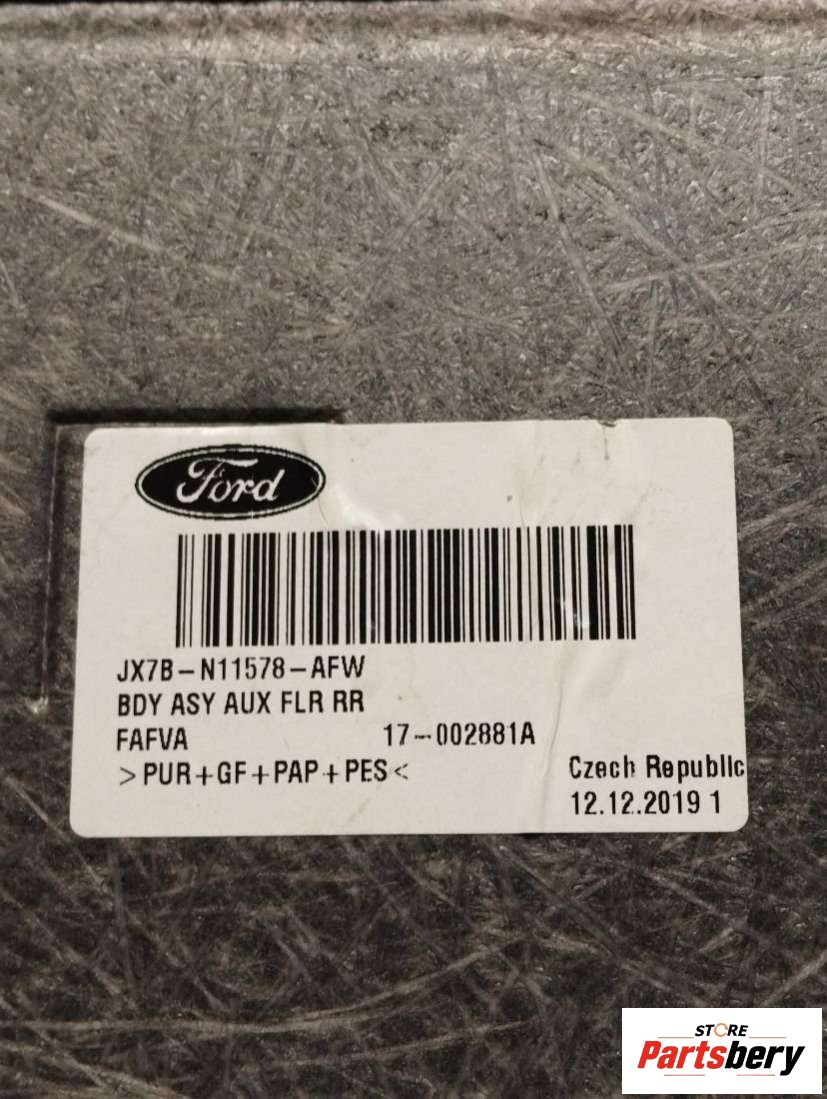 Ford
JX7B-N11578-AFW
BDY ASY AUX FLR RR
FAFVA 17-002881A
>PUR+GF+PAP+PES<
Czech Republic
12.12.2019 1
STORE
Partsbery